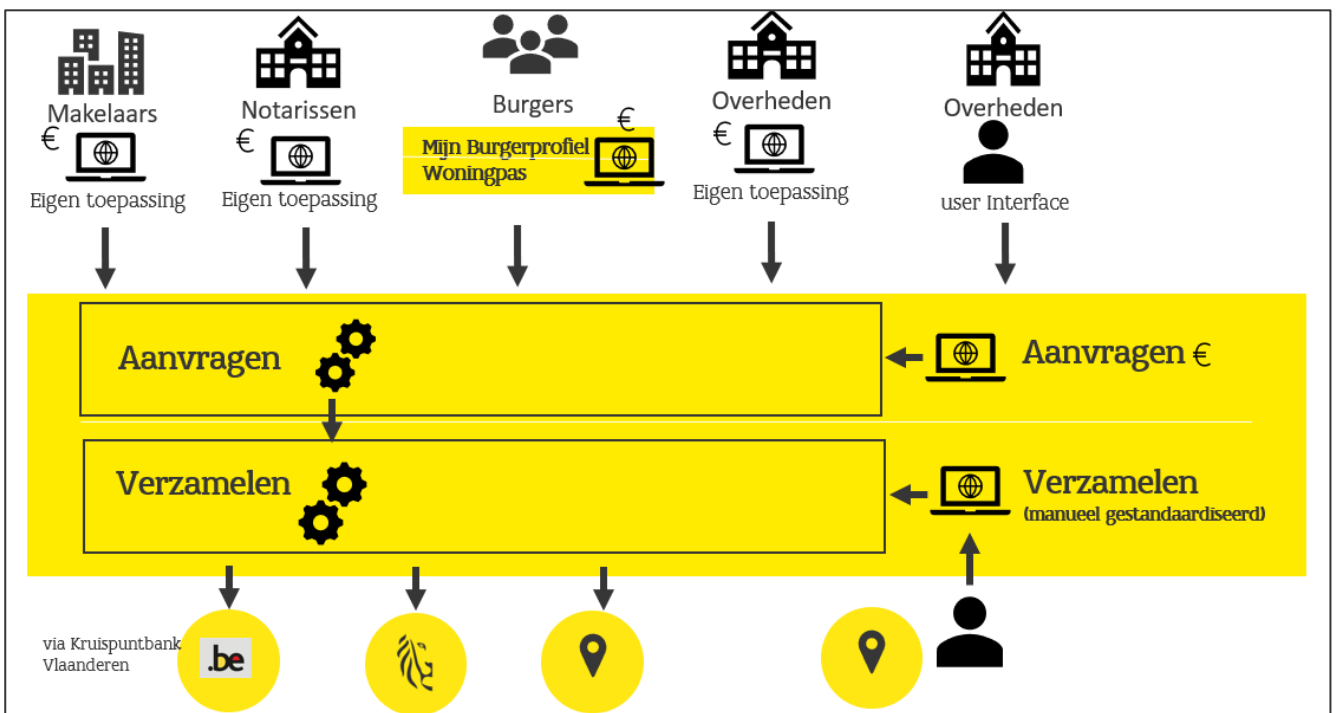 Makelaars
€
Eigen toepassing
Notarissen
€
Eigen toepassing
Burgers
€
Mijn Burgerprofiel
Woningpas
Overheden
€
Eigen toepassing
Overheden
user Interface
Aanvragen
Aanvragen €
Verzamelen
Verzamelen
(manueel gestandaardiseerd)
via Kruispuntbank
Vlaanderen
.be